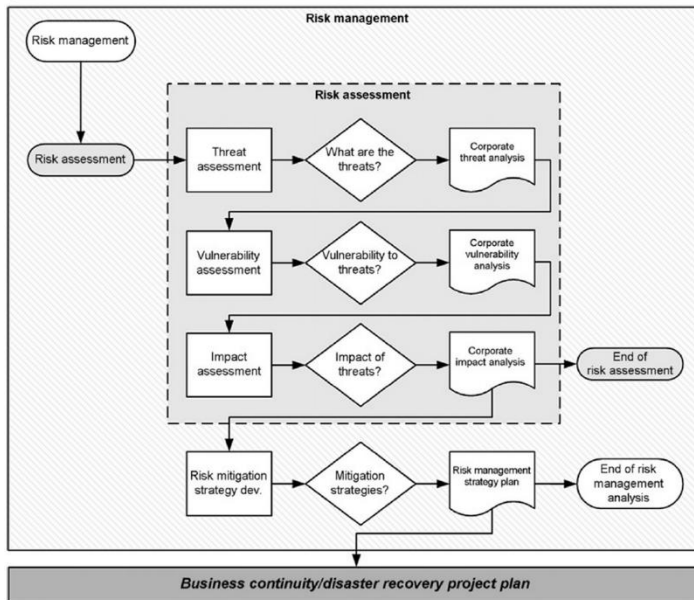 Risk management
Risk management
Risk assessment
Risk assessment
Threat
assessment
What are the
threats?
Corporate
threat analysis
Vulnerability
assessment
Vulnerability to
threats?
Corporate
vulnerability
analysis
Impact
assessment
Impact of
threats?
Corporate
impact analysis
End of
risk assessment
Risk mitigation
strategy dev.
Mitigation
strategies?
Risk management
strategy plan
End of risk
management
analysis
Business continuity/disaster recovery project plan